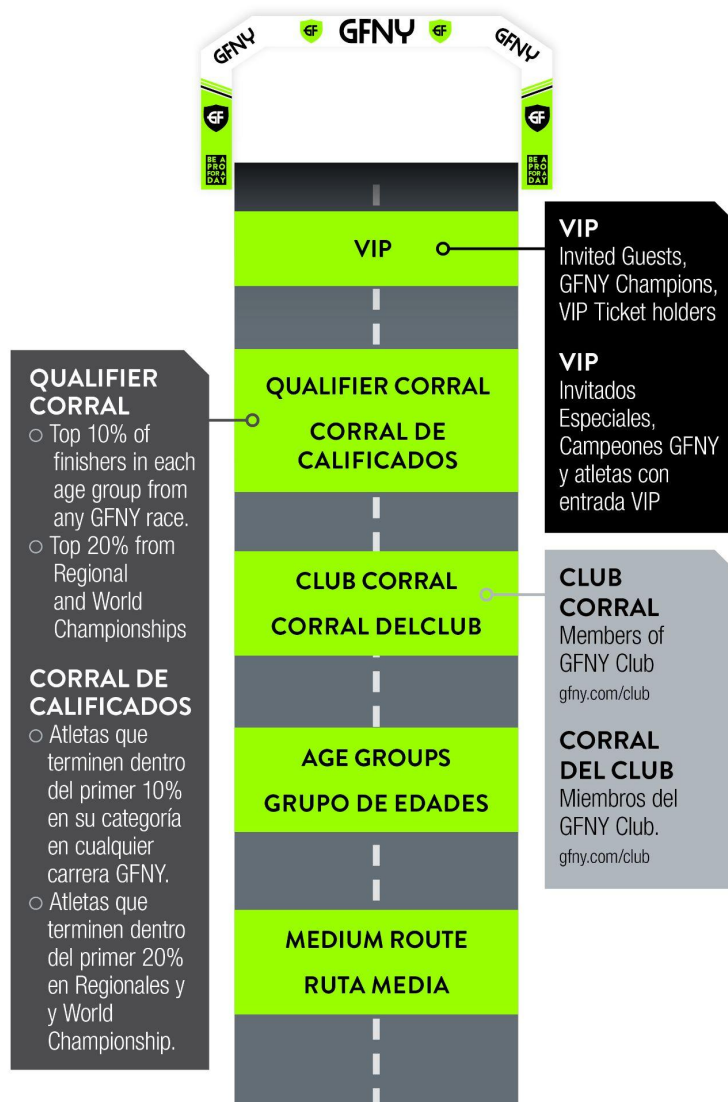 GFNY
GF
GFNY
GF
GFNY
GF
GF
BE A
PRO
FOR A
DAY
BE A
PRO
FOR A
DAY
VIP
VIP
Invited Guests,
GFNY Champions,
VIP Ticket holders
VIP
Invitados
Especiales,
Campeones GFNY
y atletas con
entrada VIP
QUALIFIER CORRAL
CORRAL DE
CALIFICADOS
QUALIFIER
CORRAL
○ Top 10% of
finishers in each
age group from
any GFNY race.
○ Top 20% from
Regional
and World
Championships
CORRAL DE
CALIFICADOS
○ Atletas que
terminen dentro
del primer 10%
en su categoría
en cualquier
carrera GFNY.
○ Atletas que
terminen dentro
del primer 20%
en Regionales y
y World
Championship.
CLUB CORRAL
CORRAL DELCLUB
CLUB
CORRAL
Members of
GFNY Club
gfny.com/club
CORRAL
DEL CLUB
Miembros del
GFNY Club.
gfny.com/club
AGE GROUPS
GRUPO DE EDADES
MEDIUM ROUTE
RUTA MEDIA